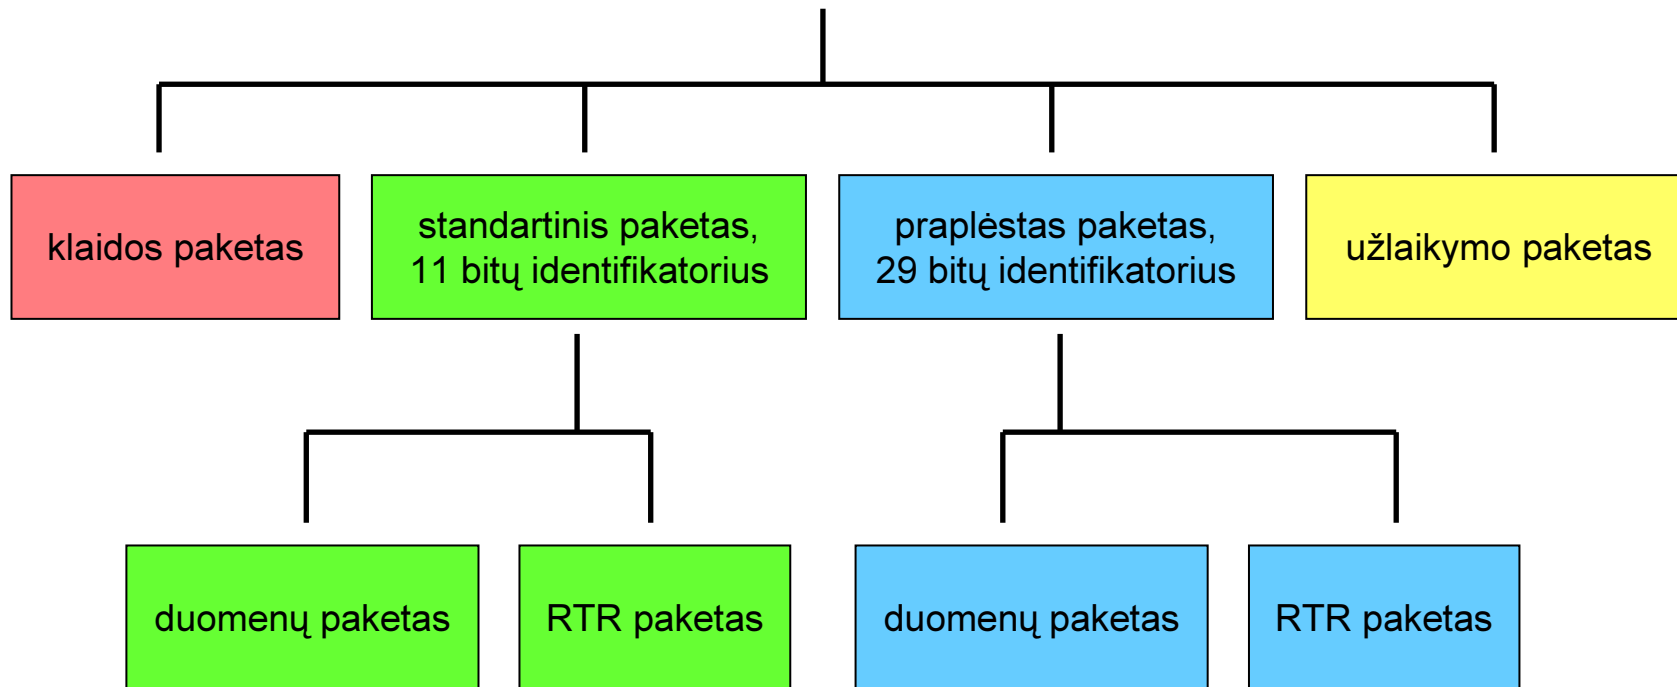 klaidos paketas
standartinis paketas,
11 bitų identifikatorius
praplėstas paketas,
29 bitų identifikatorius
užlaikymo paketas
duomenų paketas
RTR paketas
duomenų paketas
RTR paketas